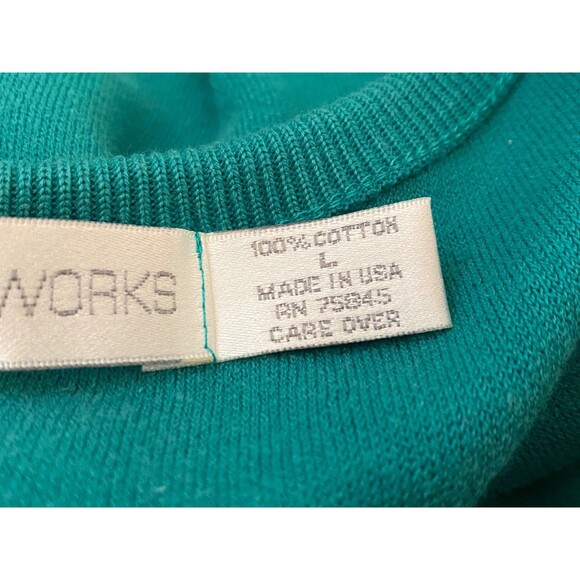 WORKS
100% COTTON
L
MADE IN USA
RN 75845
CARE OVER